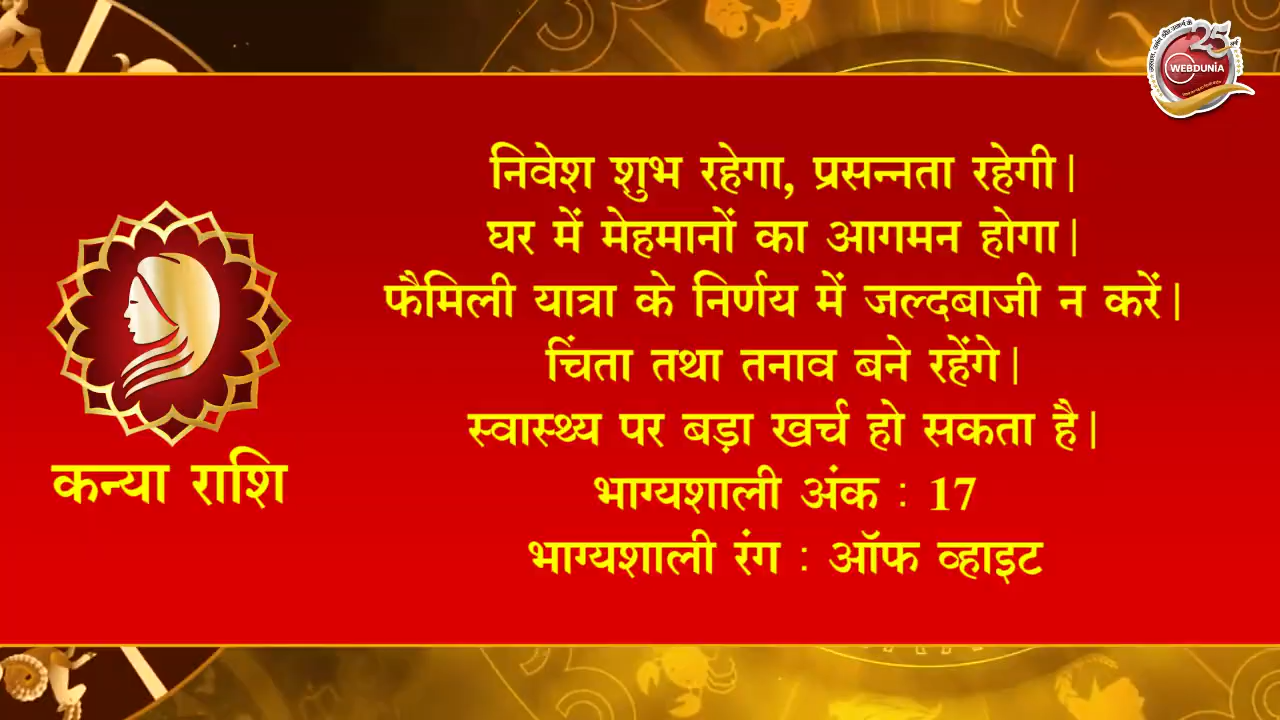 25
WEBDUNIA
निवेश शुभ रहेगा, प्रसन्नता रहेगी|
घर में मेहमानों का आगमन होगा|
फैमिली यात्रा के निर्णय में जल्दबाजी न करें|
चिंता तथा तनाव बने रहेंगे|
स्वास्थ्य पर बड़ा खर्च हो सकता है|
भाग्यशाली अंक : 17
भाग्यशाली रंग : ऑफ व्हाइट
कन्या राशि